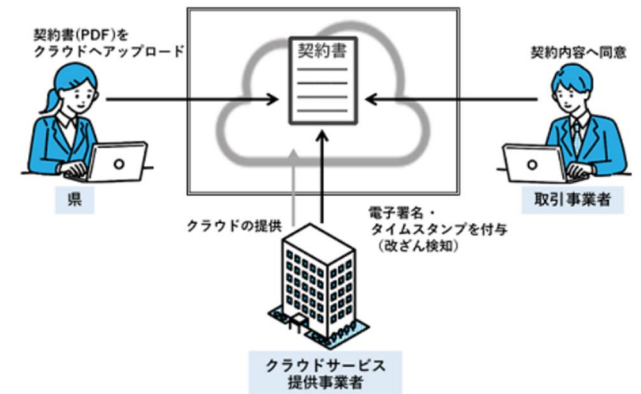 契約書(PDF)を
クラウドへアップロード
契約書
契約内容へ同意
県
取引事業者
クラウドの提供
電子署名・
タイムスタンプを付与
(改ざん検知)
クラウドサービス
提供事業者